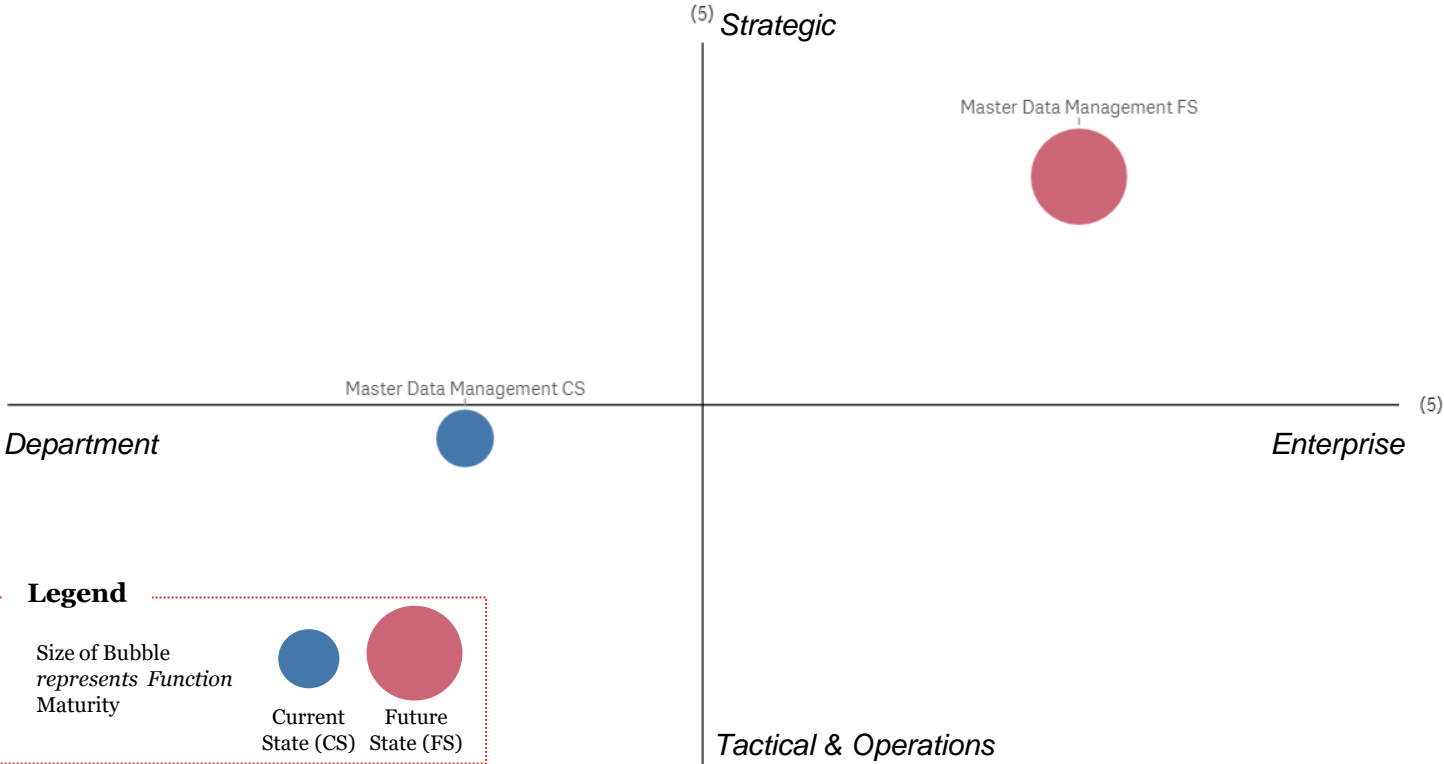 (5)
Strategic
Master Data Management FS
Master Data Management CS
(5)
Department
Enterprise
Legend
Size of Bubble
represents Function
Maturity
Current
State (CS)
Future
State (FS)
Tactical & Operations